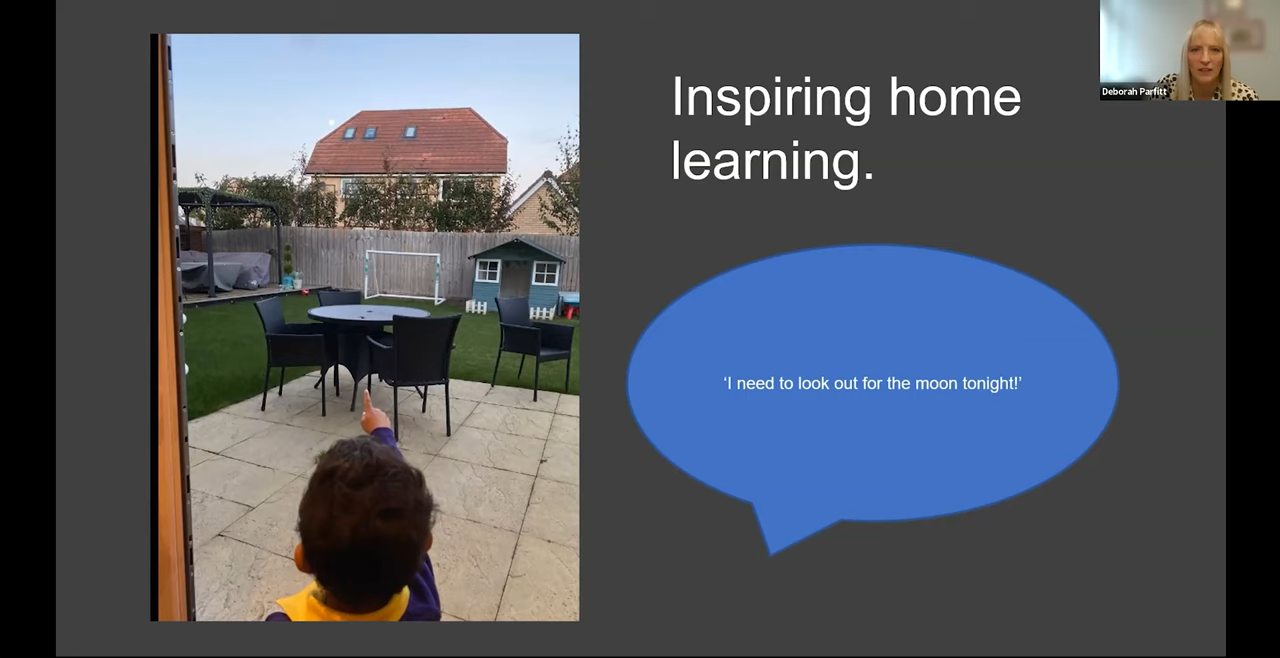 Inspiring home
learning.
Deborah Parfitt
'I need to look out for the moon tonight!'